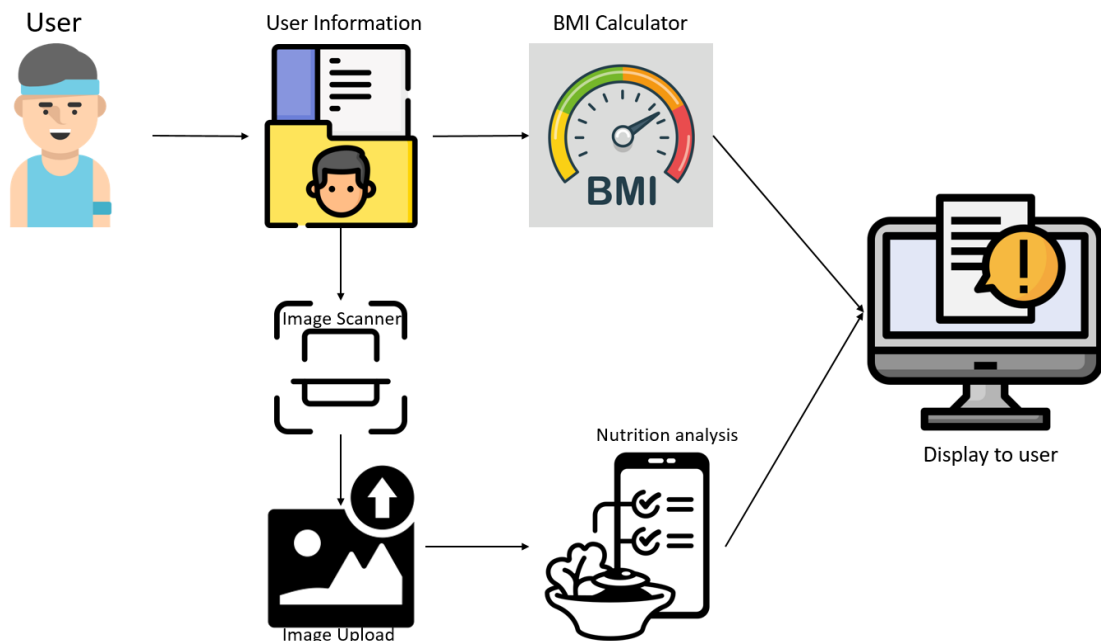 User
User Information
BMI Calculator
BMI
Image Scanner
Nutrition analysis
Display to user
Image Upload